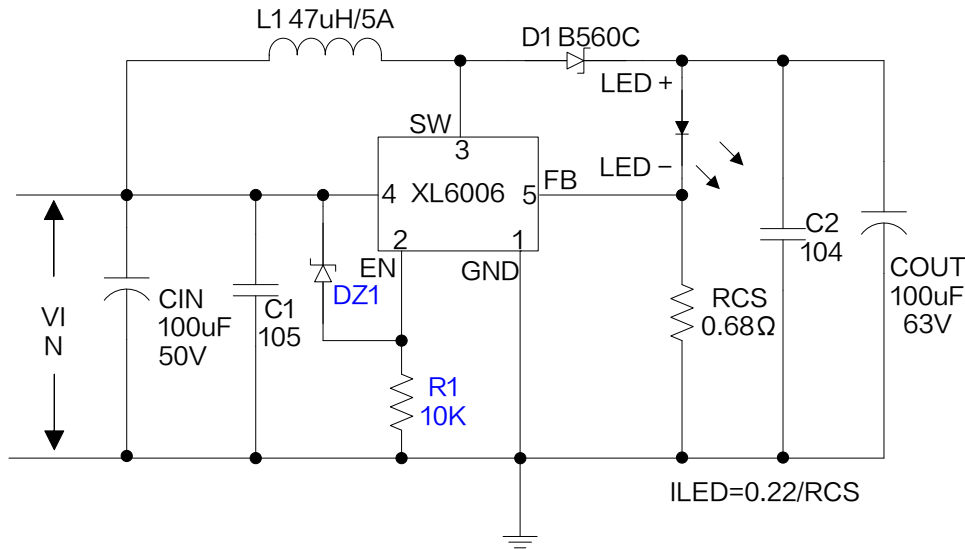 L1 47uH/5A
D1 B560C
LED +
SW
3
LED −
4
XL6006
5
FB
2
1
EN
GND
DZ1
VI
N
CIN
100uF
50V
C1
105
R1
10K
RCS
0.68Ω
C2
104
COUT
100uF
63V
ILED=0.22/RCS